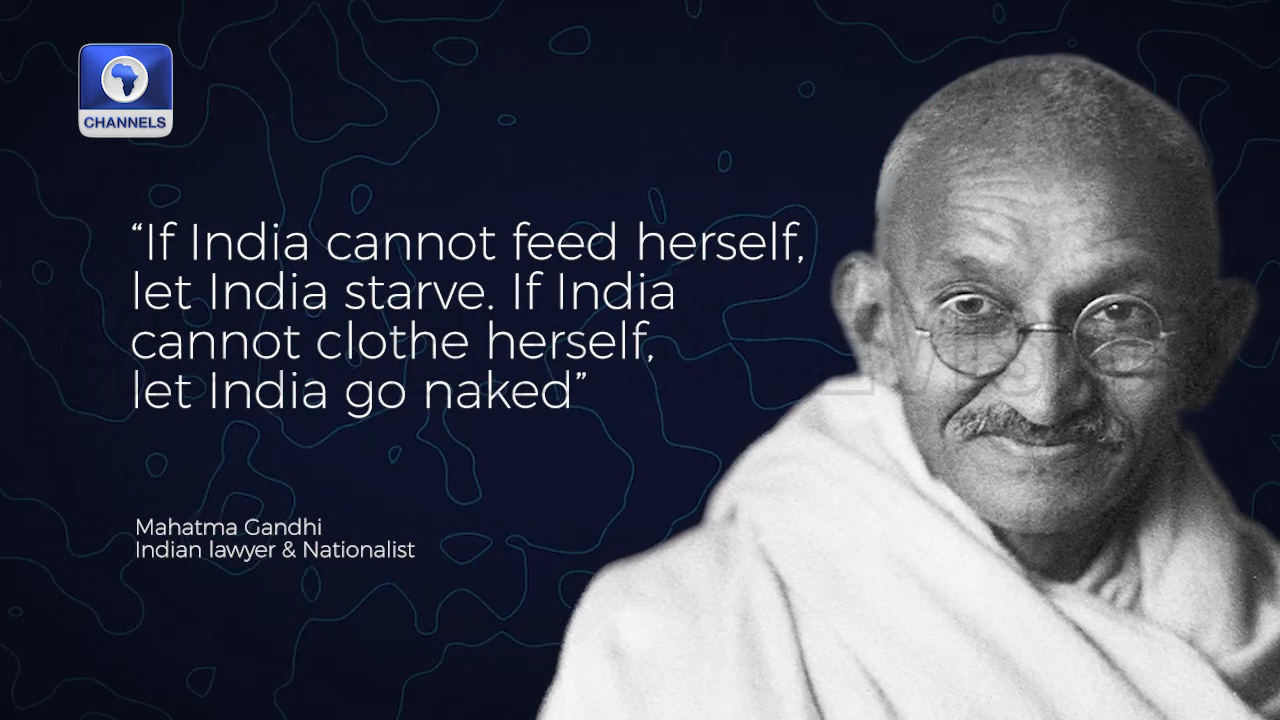 CHANNELS
“If India cannot feed herself,
let India starve. If India
cannot clothe herself,
let India go naked”
Mahatma Gandhi
Indian lawyer & Nationalist